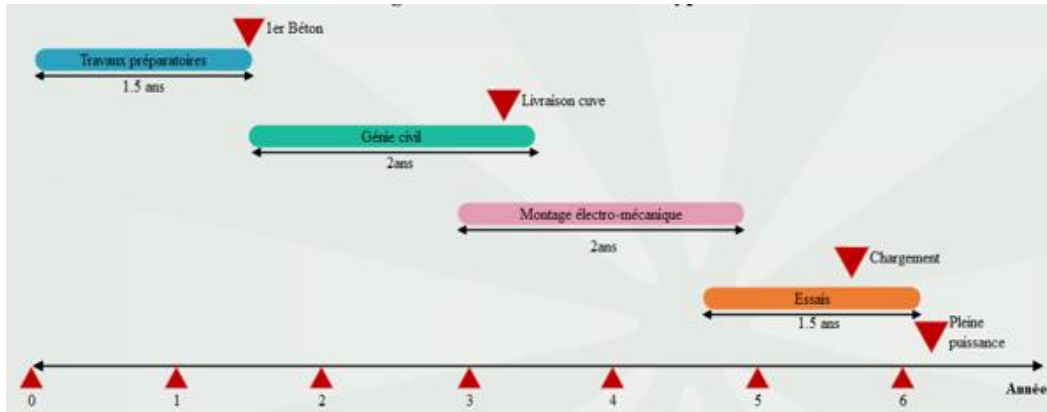 1er Béton
Travaux préparatoires
1.5 ans
Livraison cuve
Génie civil
2ans
Montage électro-mécanique
2ans
Chargement
Essais
1.5 ans
Pleine
puissance
Année
0 1 2 3 4 5 6